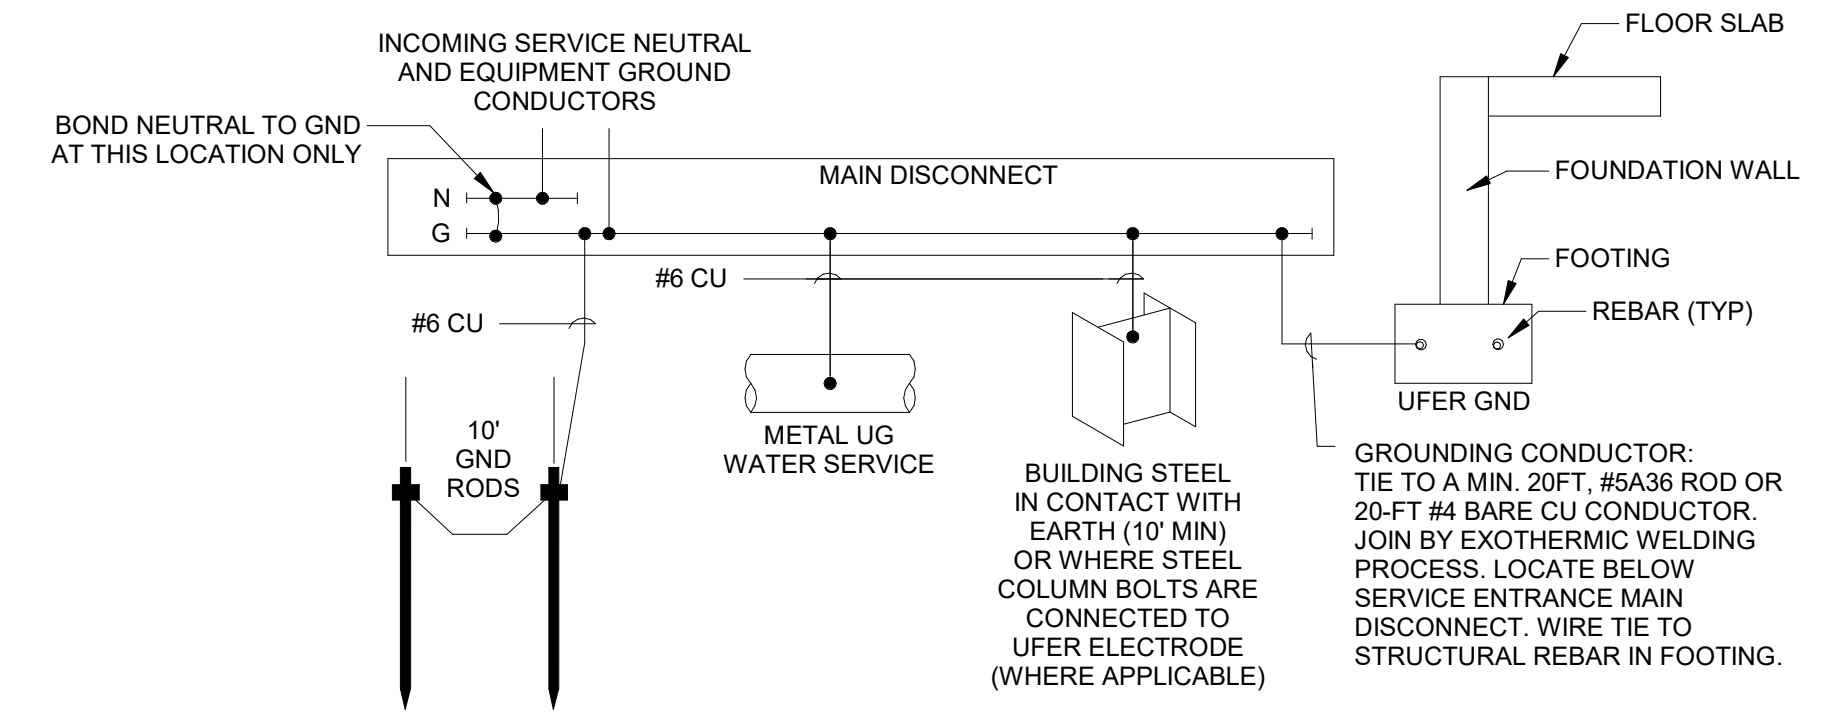 INCOMING SERVICE NEUTRAL
AND EQUIPMENT GROUND
CONDUCTORS
BOND NEUTRAL TO GND
AT THIS LOCATION ONLY
MAIN DISCONNECT
N
G
#6 CU
#6 CU
10'
GND
RODS
METAL UG
WATER SERVICE
BUILDING STEEL
IN CONTACT WITH
EARTH (10' MIN)
OR WHERE STEEL
COLUMN BOLTS ARE
CONNECTED TO
UFER ELECTRODE
(WHERE APPLICABLE)
FLOOR SLAB
FOUNDATION WALL
FOOTING
REBAR (TYP)
UFER GND
GROUNDING CONDUCTOR:
TIE TO A MIN. 20FT, #5A36 ROD OR
20-FT #4 BARE CU CONDUCTOR.
JOIN BY EXOTHERMIC WELDING
PROCESS. LOCATE BELOW
SERVICE ENTRANCE MAIN
DISCONNECT. WIRE TIE TO
STRUCTURAL REBAR IN FOOTING.